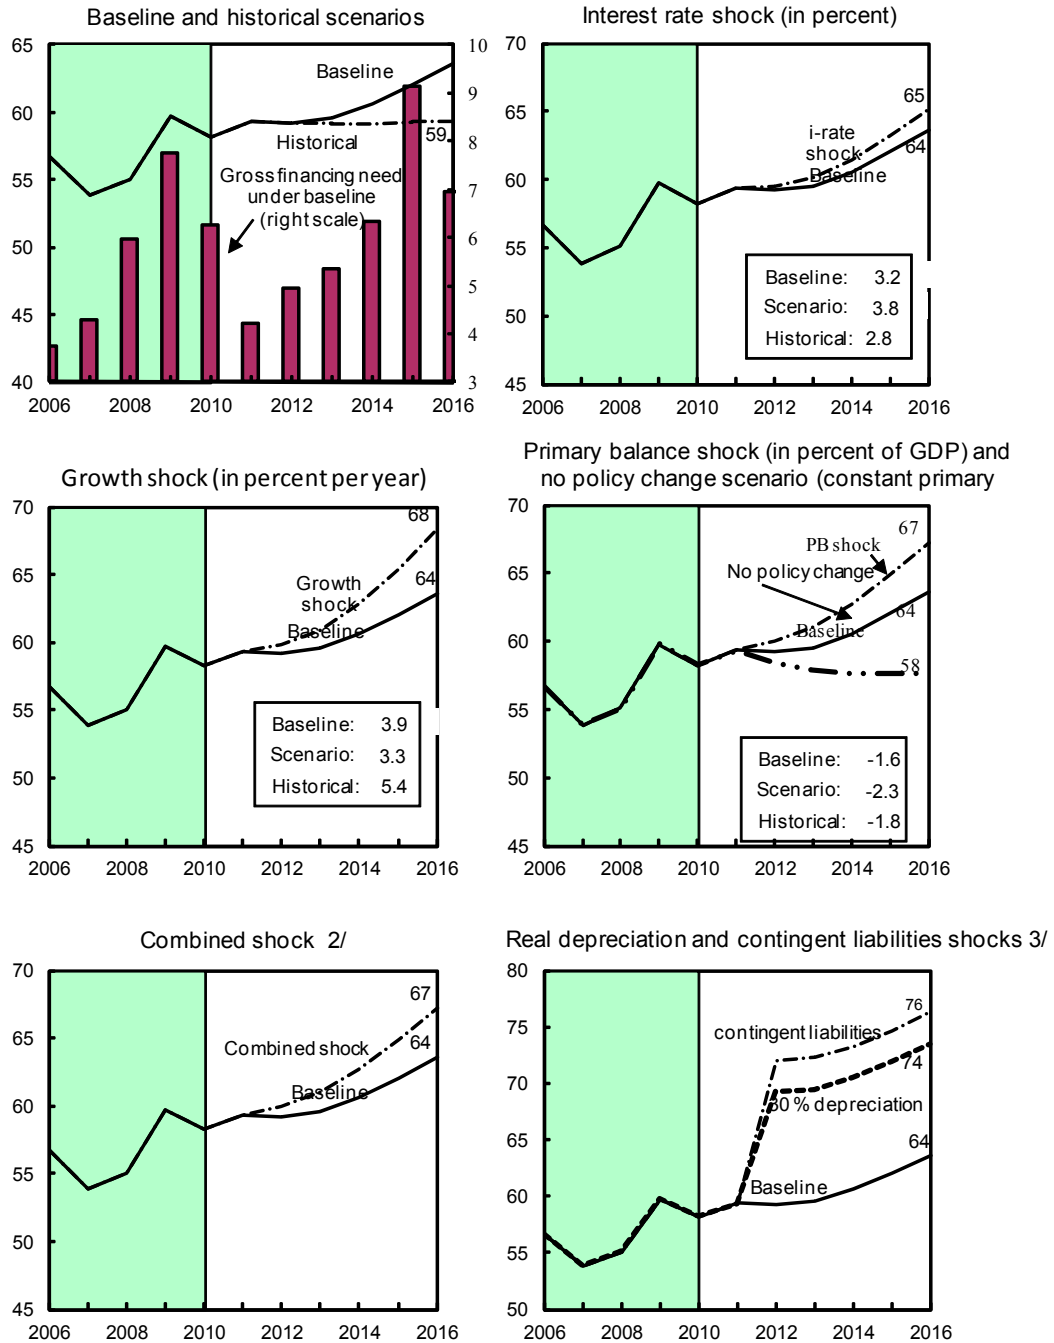 Baseline and historical scenarios
65
60
55
50
45
40
10
9
8
7
6
5
4
3
Baseline
Historical
59
Gross financing need
under baseline
(right scale)
2006 2008 2010 2012 2014 2016
Interest rate shock (in percent)
70
65
60
55
50
45
65
i-rate
shock
64
Baseline
Baseline: 3.2
Scenario: 3.8
Historical: 2.8
2006 2008 2010 2012 2014 2016
Growth shock (in percent per year)
70
65
60
55
50
45
68
64
Growth
shock
Baseline
Baseline: 3.9
Scenario: 3.3
Historical: 5.4
2006 2008 2010 2012 2014 2016
Primary balance shock (in percent of GDP) and
no policy change scenario (constant primary
70
65
60
55
50
45
67
PB shock
No policy change
64
Baseline
58
Baseline: -1.6
Scenario: -2.3
Historical: -1.8
2006 2008 2010 2012 2014 2016
Combined shock 2/
70
65
60
55
50
45
67
Combined shock
64
Baseline
2006 2008 2010 2012 2014 2016
Real depreciation and contingent liabilities shocks 3/
80
75
70
65
60
55
50
76
contingent liabilities
74
30 % depreciation
64
Baseline
2006 2008 2010 2012 2014 2016